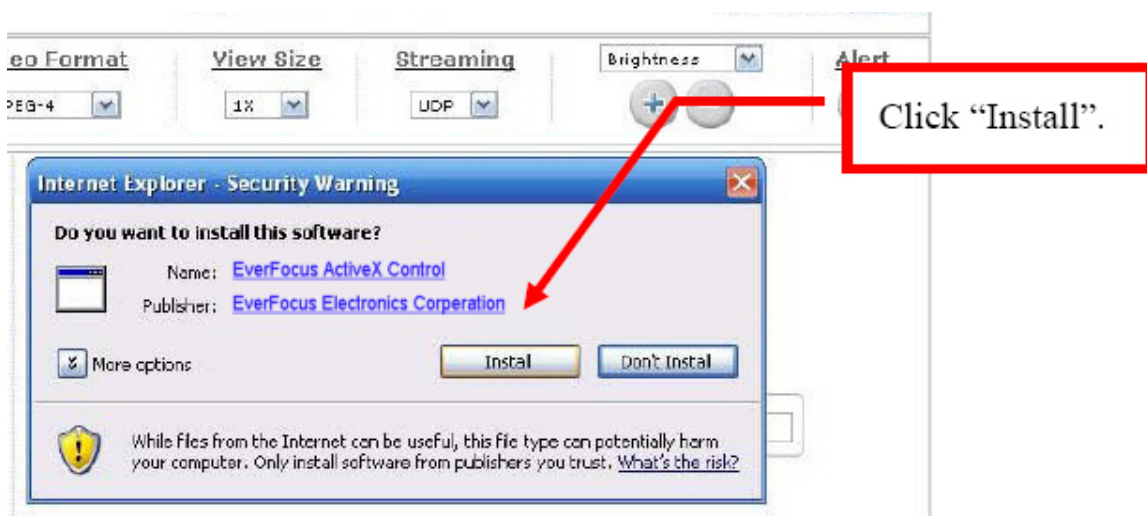 eo Format View Size Streaming Brightness Alert
PEG-4 1X UDP
Click “Install”.
Internet Explorer - Security Warning
Do you want to install this software?
Name: EverFocus ActiveX Control
Publisher: EverFocus Electronics Corperation
More options Install Don't Install
While files from the Internet can be useful, this file type can potentially harm
your computer. Only install software from publishers you trust. What's the risk?